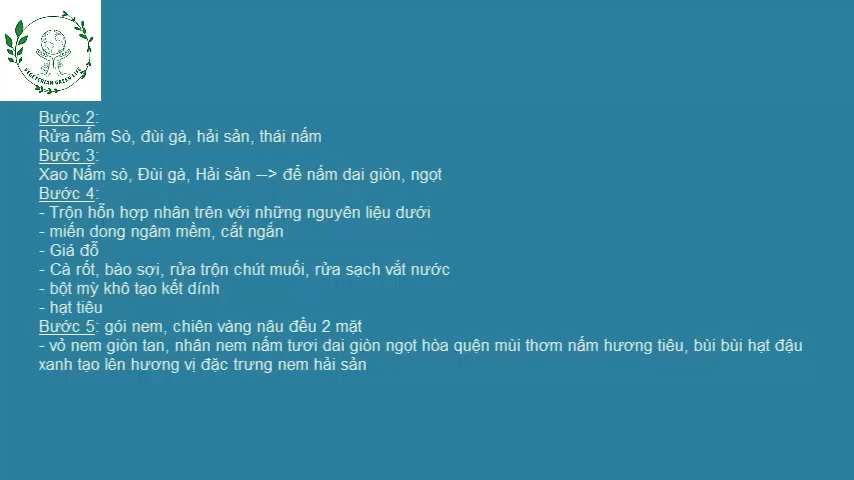 VEGETERIAN GREEN LIFE
Bước 2:
Rửa nấm Sò, đùi gà, hải sản, thái nấm
Bước 3:
Xao Nấm sò, Đùi gà, Hải sản --> để nấm dai giòn, ngọt
Bước 4:
- Trộn hỗn hợp nhân trên với những nguyên liệu dưới
- miến dong ngâm mềm, cắt ngắn
- Giá đỗ
- Cà rốt, bào sợi, rửa trộn chút muối, rửa sạch vắt nước
- bột mỳ khô tạo kết dính
- hạt tiêu
Bước 5: gói nem, chiên vàng nâu đều 2 mặt
- vỏ nem giòn tan, nhân nem nấm tươi dai giòn ngọt hòa quện mùi thơm nấm hương tiêu, bùi bùi hạt đậu
xanh tạo lên hương vị đặc trưng nem hải sản